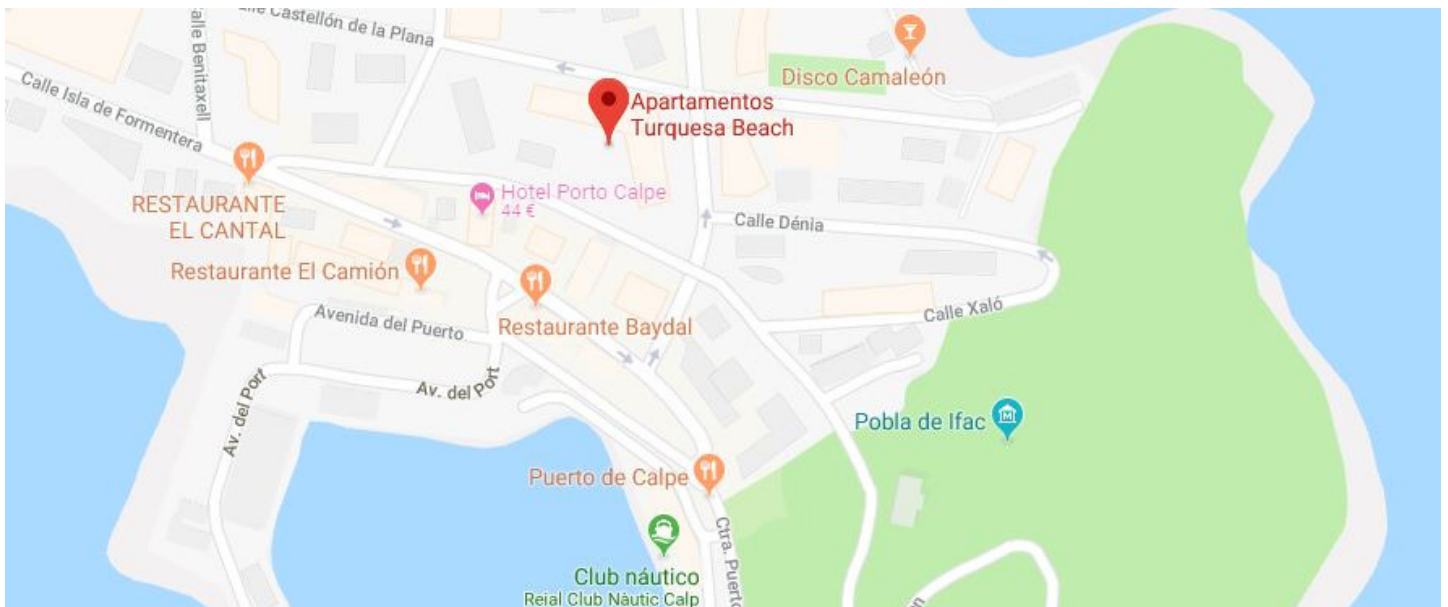 alle Castellón de la Plana
alle Benitaxell
Calle Isla de Formentera
Disco Camaleón
Apartamentos
Turquesa Beach
Hotel Porto Calpe
44 €
RESTAURANTE
EL CANTAL
Calle Dénia
Restaurante El Camión
Avenida del Puerto
Restaurante Baydal
Calle Xaló
Av. del Port
Av. del Port
Pobla de Ifac
M
Puerto de Calpe
Ctra. Puerto
Club náutico
Reial Club Nàutic Calp